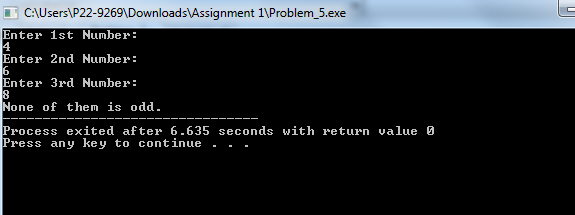 C:\Users\P22-9269\Downloads\Assignment 1\Problem_5.exe
Enter 1st Number:
4
Enter 2nd Number:
6
Enter 3rd Number:
8
None of them is odd.
--------------------------------
Process exited after 6.635 seconds with return value 0
Press any key to continue . . .